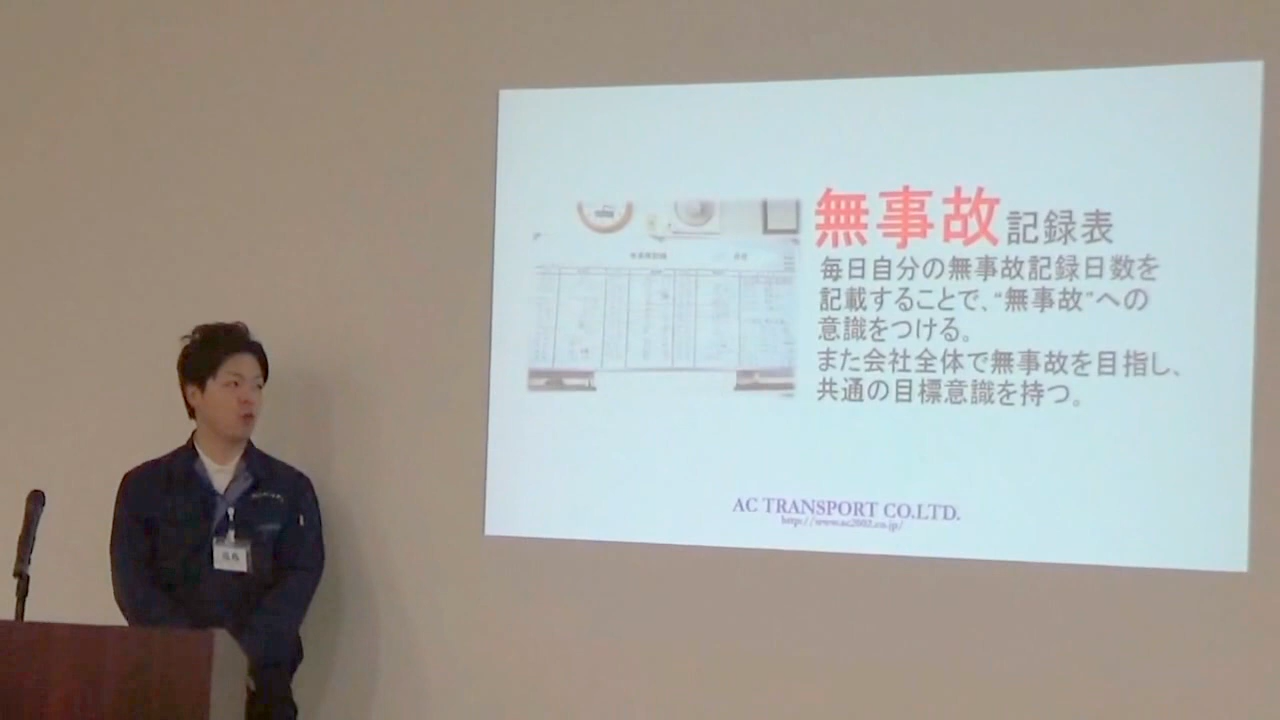 無事故記録表
毎日自分の無事故記録日数を
記載することで、“無事故”への
意識をつける。
また会社全体で無事故を目指し、
共通の目標意識を持つ。
AC TRANSPORT CO.LTD.
http://www.ac2002.co.jp/